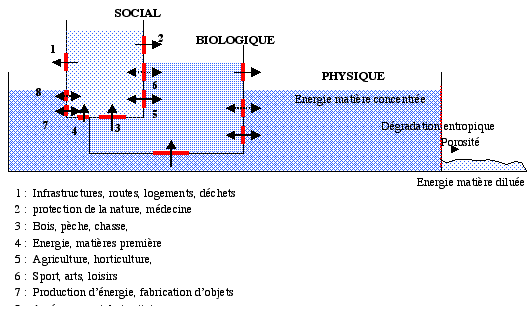 SOCIAL
1
2
BIOLOGIQUE
PHYSIQUE
8
6
Energie matière concentrée
7
4
3
5
Dégradation entropique
Porosité
Energie matière diluée
1 : Infrastructures, routes, logements, déchets
2 : protection de la nature, médecine
3 : Bois, pèche, chasse,
4 : Energie, matières première
5 : Agriculture, horticulture,
6 : Sport, arts, loisirs
7 : Production d'énergie, fabrication d'objets